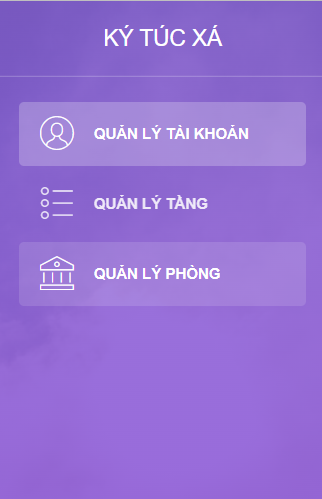 KÝ TÚC XÁ
QUẢN LÝ TÀI KHOẢN
QUẢN LÝ TẦNG
QUẢN LÝ PHÒNG